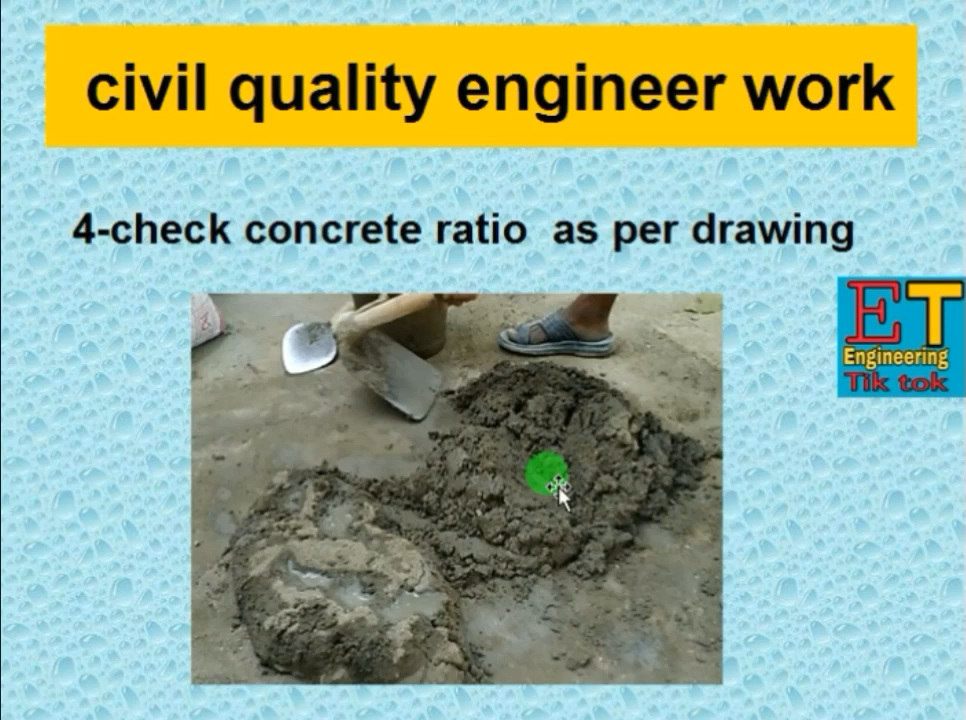 civil quality engineer work
4-check concrete ratio as per drawing
ET
Engineering
Tik tok